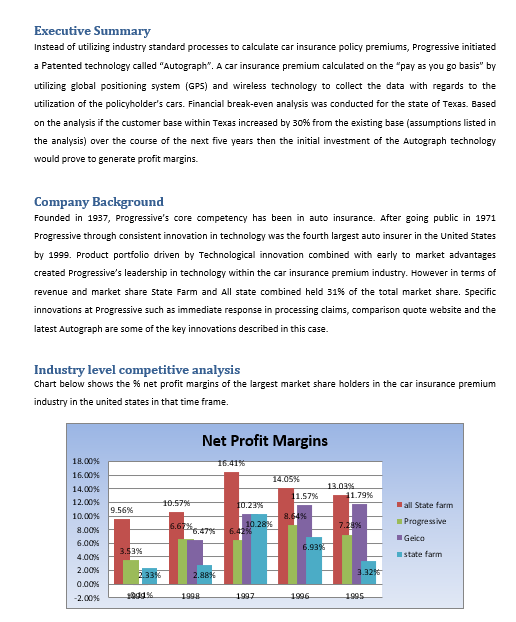 Executive Summary
Instead of utilizing industry standard processes to calculate car insurance policy premiums, Progressive initiated
a Patented technology called “Autograph”. A car insurance premium calculated on the “pay as you go basis” by
utilizing global positioning system (GPS) and wireless technology to collect the data with regards to the
utilization of the policyholder’s cars. Financial break-even analysis was conducted for the state of Texas. Based
on the analysis if the customer base within Texas increased by 30% from the existing base (assumptions listed in
the analysis) over the course of the next five years then the initial investment of the Autograph technology
would prove to generate profit margins.
Company Background
Founded in 1937, Progressive’s core competency has been in auto insurance. After going public in 1971
Progressive through consistent innovation in technology was the fourth largest auto insurer in the United States
by 1999. Product portfolio driven by Technological innovation combined with early to market advantages
created Progressive’s leadership in technology within the car insurance premium industry. However in terms of
revenue and market share State Farm and All state combined held 31% of the total market share. Specific
innovations at Progressive such as immediate response in processing claims, comparison quote website and the
latest Autograph are some of the key innovations described in this case.
Industry level competitive analysis
Chart below shows the % net profit margins of the largest market share holders in the car insurance premium
industry in the united states in that time frame.
Net Profit Margins
18.00%
16.00%
14.00%
12.00%
10.00%
8.00%
6.00%
4.00%
2.00%
0.00%
-2.00%
9.56%
3.53%
2.33%
10.57%
6.67%
6.47%
2.88%
16.41%
6.42%
10.23%
10.28%
14.05%
8.64%
11.57%
6.93%
13.03%
7.28%
11.79%
3.32%
1998
1997
1996
1995
all State farm
Progressive
Geico
state farm